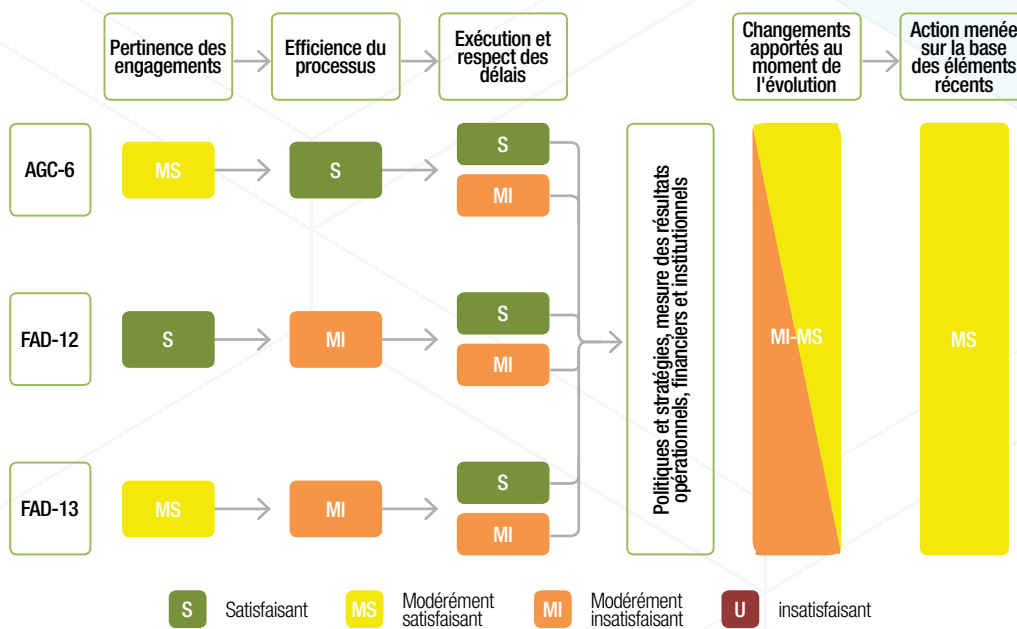 Pertinence des
engagements
Efficience du
processus
Exécution et
respect des
délais
Changements
apportés au
moment de
l'évolution
Action menée
sur la base
des éléments
récents
AGC-6
MS
S
S
MI
FAD-12
S
MI
S
MI
FAD-13
MS
MI
S
MI
Politiques et stratégies, mesure des résultats
opérationnels, financiers et institutionnels
MI-MS
MS
S
Satisfaisant
MS
Modérément
satisfaisant
MI
Modérément
insatisfaisant
U
insatisfaisant